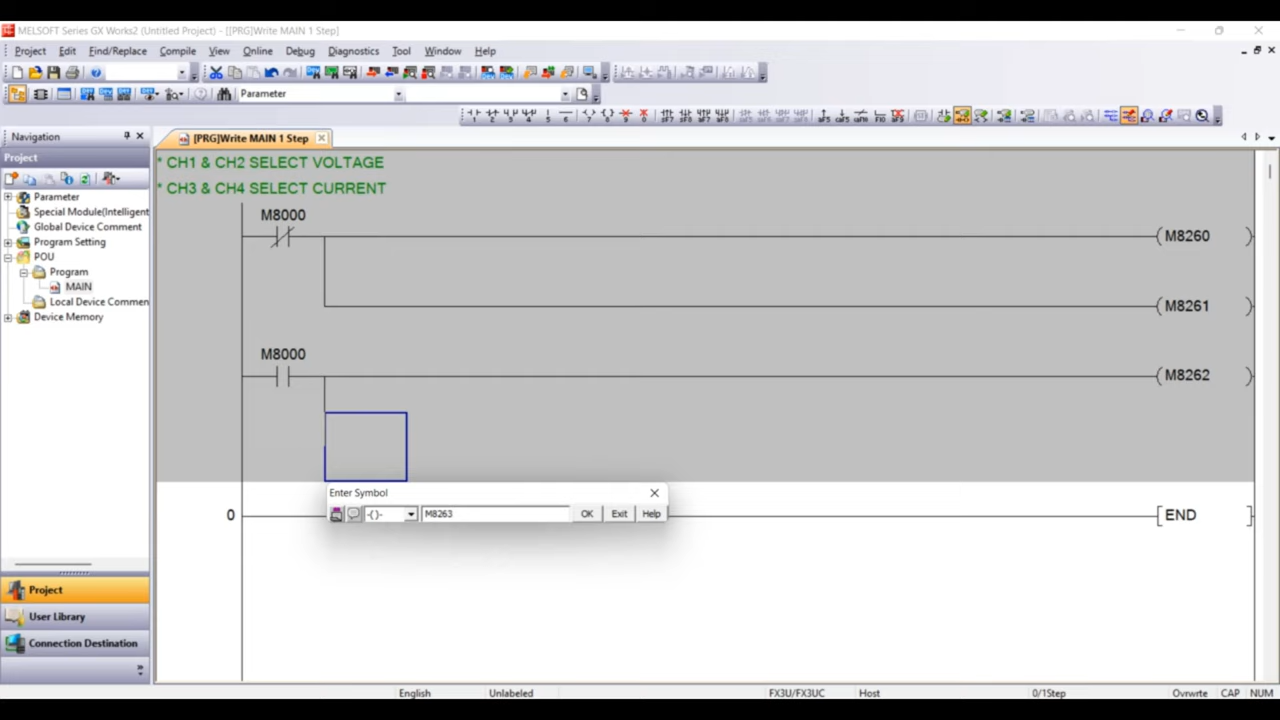 MELSOFT Series GX Works2 (Untitled Project) - [[PRG]Write MAIN 1 Step]
Project Edit Find/Replace Compile View Online Debug Diagnostics Tool Window Help
Parameter
Navigation
[PRG]Write MAIN 1 Step
Project
Parameter
Special Module(Intelligent
Global Device Comment
Program Setting
POU
Program
MAIN
Local Device Commen
Device Memory
* CH1 & CH2 SELECT VOLTAGE
* CH3 & CH4 SELECT CURRENT
M8000
M8260
M8261
M8000
M8262
Enter Symbol
-( )- M8263 OK Exit Help
0 END
Project
User Library
Connection Destination
English Unlabeled FX3U/FX3UC Host 0/1Step Ovrwrte CAP NUM